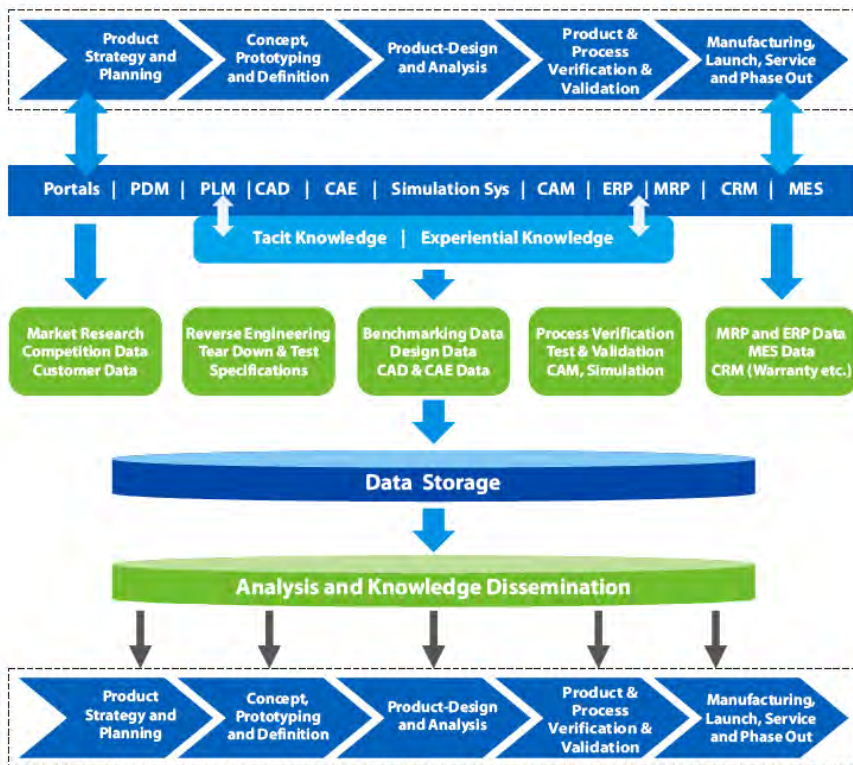 Product
Strategy and
Planning
Concept,
Prototyping
and Definition
Product-Design
and Analysis
Product &
Process
Verification &
Validation
Manufacturing,
Launch, Service
and Phase Out
Portals | PDM | PLM | CAD | CAE | Simulation Sys | CAM | ERP | MRP | CRM | MES
Tacit Knowledge | Experiential Knowledge
Market Research
Competition Data
Customer Data
Reverse Engineering
Tear Down & Test
Specifications
Benchmarking Data
Design Data
CAD & CAE Data
Process Verification
Test & Validation
CAM, Simulation
MRP and ERP Data
MES Data
CRM (Warranty etc.)
Data Storage
Analysis and Knowledge Dissemination
Product
Strategy and
Planning
Concept,
Prototyping
and Definition
Product-Design
and Analysis
Product &
Process
Verification &
Validation
Manufacturing,
Launch, Service
and Phase Out